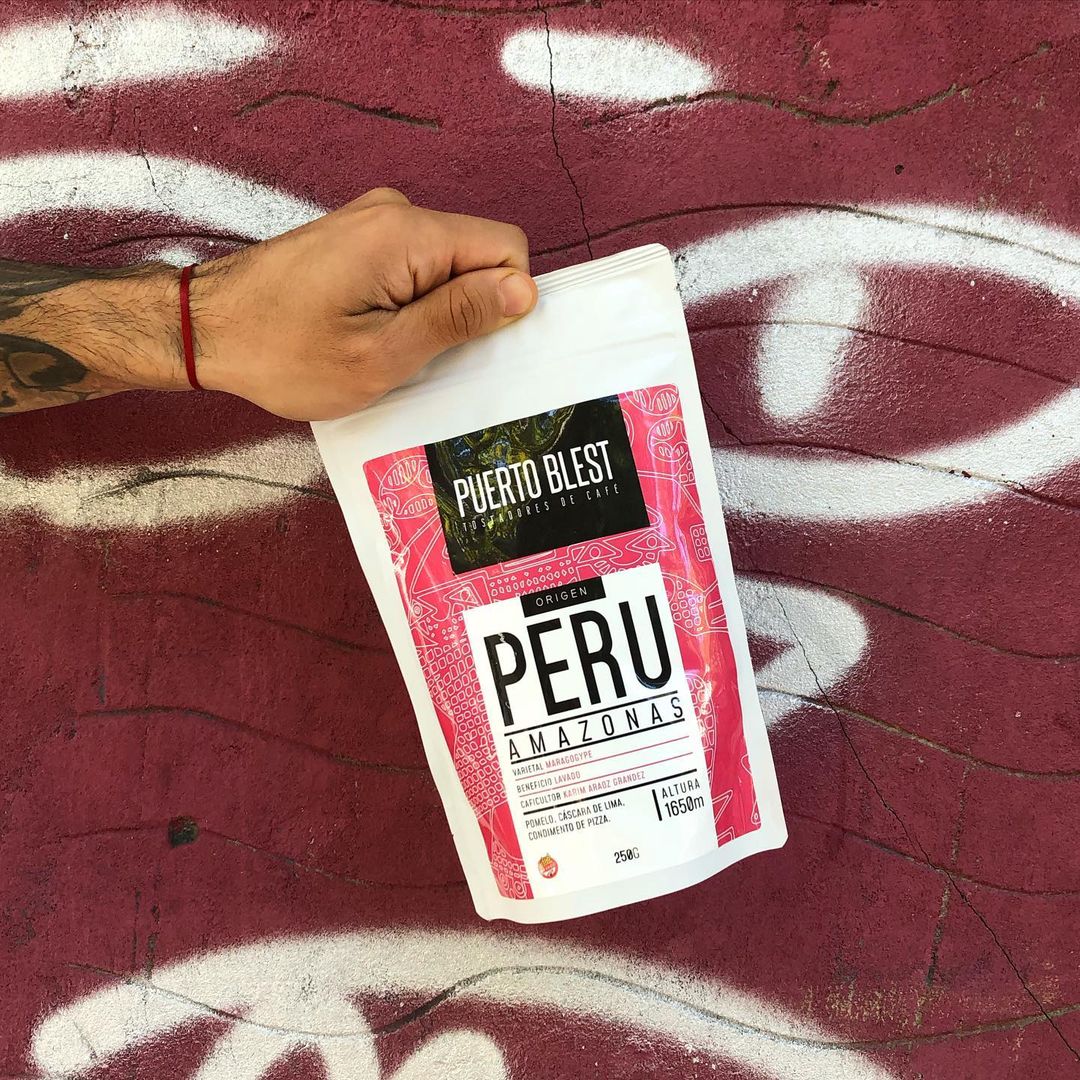 PUERTO BLEST
TOSTADORES DE CAFÉ
ORIGEN
PERU
AMAZONAS
VARIETAL MARAGOGYPE
BENEFICIO LAVADO
CAFICULTOR KARIM ARAOZ GRANDEZ
POMELO, CÁSCARA DE LIMA,
CONDIMENTO DE PIZZA.
ALTURA
1650m
250G